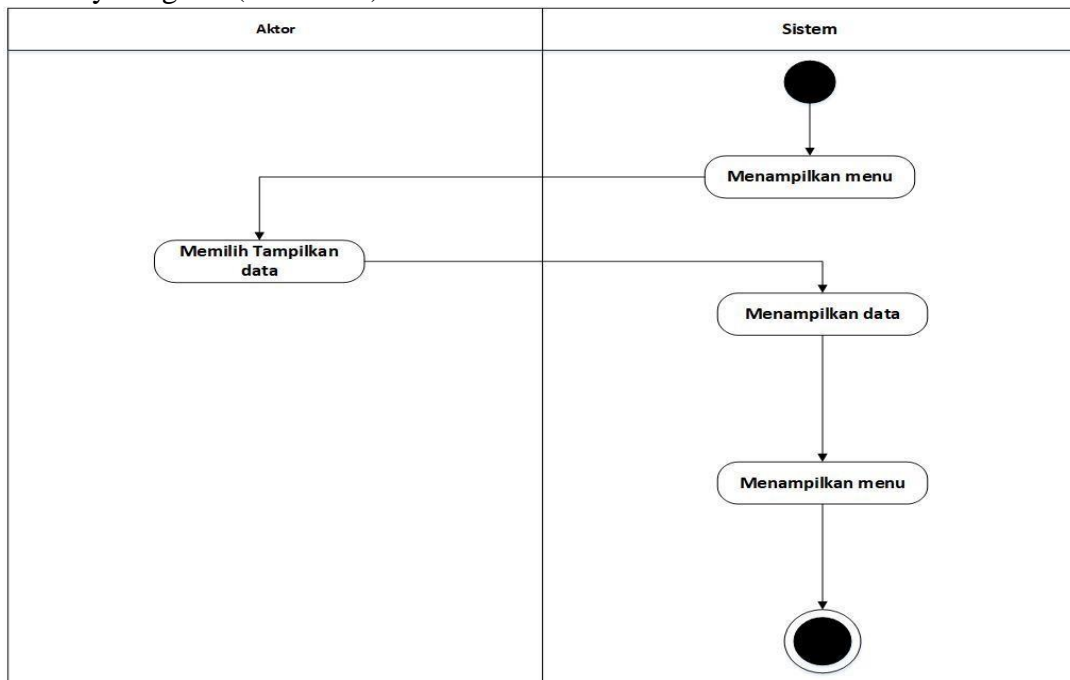 Aktor
Sistem
Menampilkan menu
Memilih Tampilkan
data
Menampilkan data
Menampilkan menu